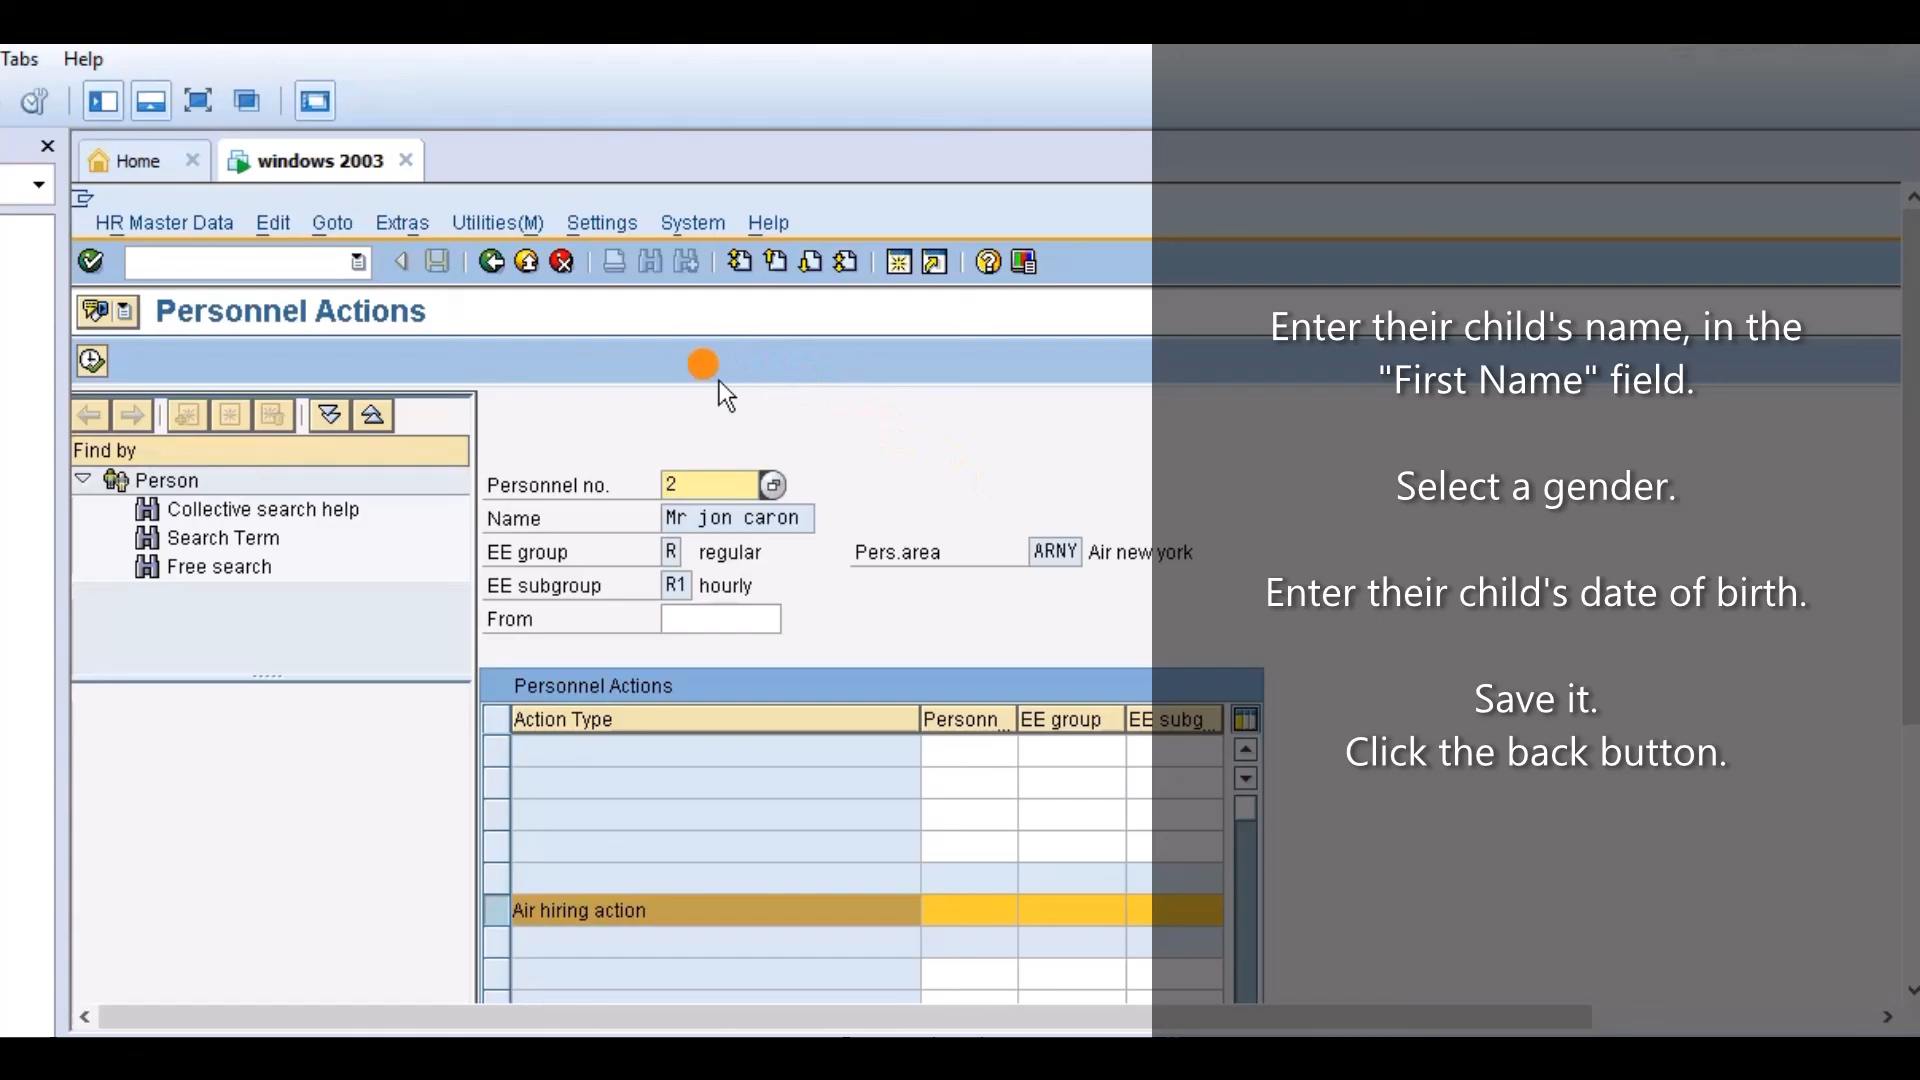 Tabs Help
Home windows 2003
HR Master Data Edit Goto Extras Utilities(M) Settings System Help
Personnel Actions
Find by
Person
Collective search help
Search Term
Free search
Personnel no. 2
Name Mr jon caron
EE group R regular Pers.area ARNY Air new york
EE subgroup R1 hourly
From
Personnel Actions
Action Type Personn... EE group EE subg...
Air hiring action
Enter their child's name, in the
"First Name" field.
Select a gender.
Enter their child's date of birth.
Save it.
Click the back button.